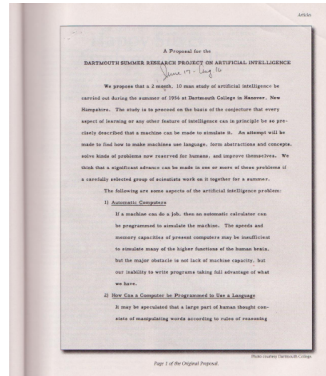 Articles
A Proposal for the
DARTMOUTH SUMMER RESEARCH PROJECT ON ARTIFICIAL INTELLIGENCE
June 17 - Aug 16
We propose that a 2 month, 10 man study of artificial intelligence be
carried out during the summer of 1956 at Dartmouth College in Hanover, New
Hampshire. The study is to proceed on the basis of the conjecture that every
aspect of learning or any other feature of intelligence can in principle be so pre-
cisely described that a machine can be made to simulate it. An attempt will be
made to find how to make machines use language, form abstractions and concepts,
solve kinds of problems now reserved for humans, and improve themselves. We
think that a significant advance can be made in one or more of these problems if
a carefully selected group of scientists work on it together for a summer.
The following are some aspects of the artificial intelligence problem:
1) Automatic Computers
If a machine can do a job, then an automatic calculator can
be programmed to simulate the machine. The speeds and
memory capacities of present computers may be insufficient
to simulate many of the higher functions of the human brain,
but the major obstacle is not lack of machine capacity, but
our inability to write programs taking full advantage of what
we have.
2) How Can a Computer be Programmed to Use a Language
It may be speculated that a large part of human thought con-
sists of manipulating words according to rules of reasoning
Photo courtesy Dartmouth College.
Page 1 of the Original Proposal.